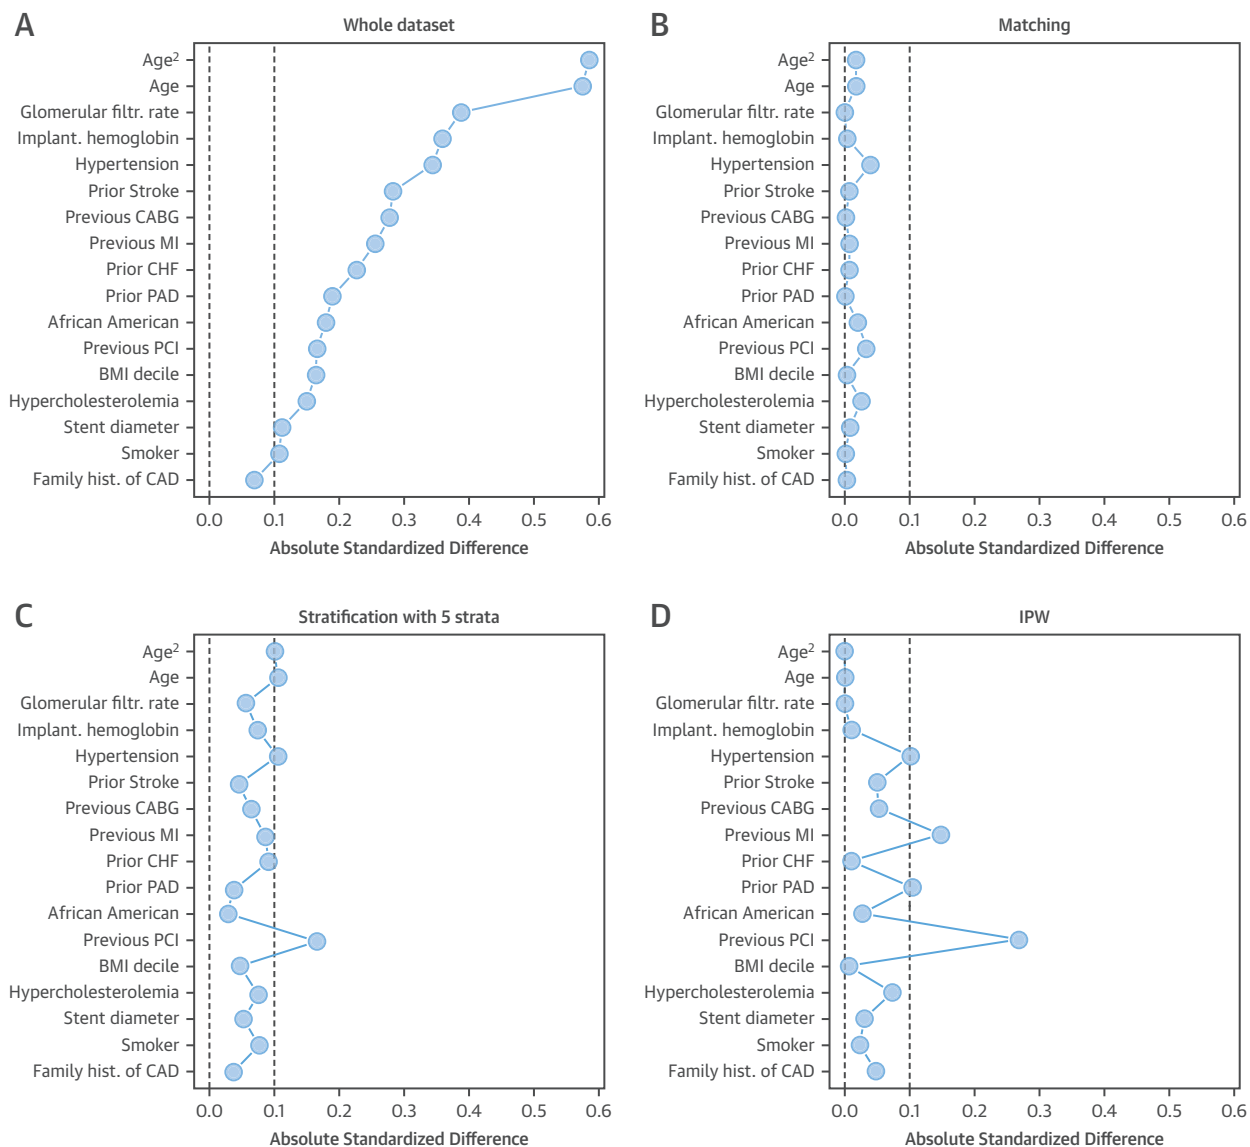 A
Whole dataset
Age²
Age
Glomerular filtr. rate
Implant. hemoglobin
Hypertension
Prior Stroke
Previous CABG
Previous MI
Prior CHF
Prior PAD
African American
Previous PCI
BMI decile
Hypercholesterolemia
Stent diameter
Smoker
Family hist. of CAD
0.0 0.1 0.2 0.3 0.4 0.5 0.6
Absolute Standardized Difference
B
Matching
Age²
Age
Glomerular filtr. rate
Implant. hemoglobin
Hypertension
Prior Stroke
Previous CABG
Previous MI
Prior CHF
Prior PAD
African American
Previous PCI
BMI decile
Hypercholesterolemia
Stent diameter
Smoker
Family hist. of CAD
0.0 0.1 0.2 0.3 0.4 0.5 0.6
Absolute Standardized Difference
C
Stratification with 5 strata
Age²
Age
Glomerular filtr. rate
Implant. hemoglobin
Hypertension
Prior Stroke
Previous CABG
Previous MI
Prior CHF
Prior PAD
African American
Previous PCI
BMI decile
Hypercholesterolemia
Stent diameter
Smoker
Family hist. of CAD
0.0 0.1 0.2 0.3 0.4 0.5 0.6
Absolute Standardized Difference
D
IPW
Age²
Age
Glomerular filtr. rate
Implant. hemoglobin
Hypertension
Prior Stroke
Previous CABG
Previous MI
Prior CHF
Prior PAD
African American
Previous PCI
BMI decile
Hypercholesterolemia
Stent diameter
Smoker
Family hist. of CAD
0.0 0.1 0.2 0.3 0.4 0.5 0.6
Absolute Standardized Difference